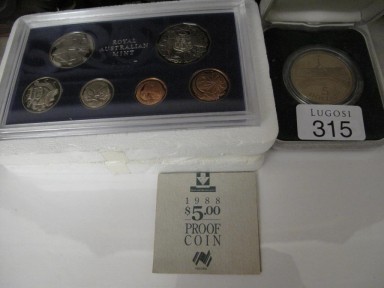 ROYAL
AUSTRALIAN
MINT
LUGOSI
315
1988
$5.00
PROOF
COIN